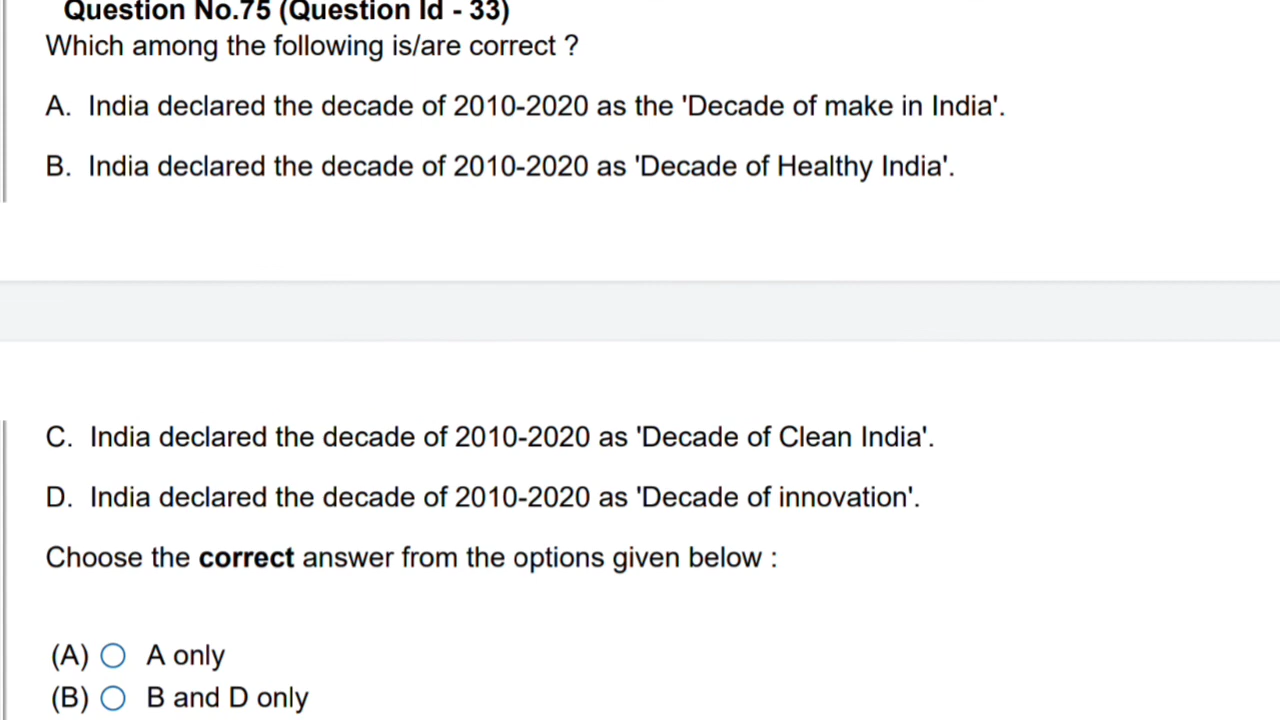 Question No.75 (Question Id - 33)
Which among the following is/are correct ?
A. India declared the decade of 2010-2020 as the 'Decade of make in India'.
B. India declared the decade of 2010-2020 as 'Decade of Healthy India'.
C. India declared the decade of 2010-2020 as 'Decade of Clean India'.
D. India declared the decade of 2010-2020 as 'Decade of innovation'.
Choose the correct answer from the options given below :
(A) A only
(B) B and D only